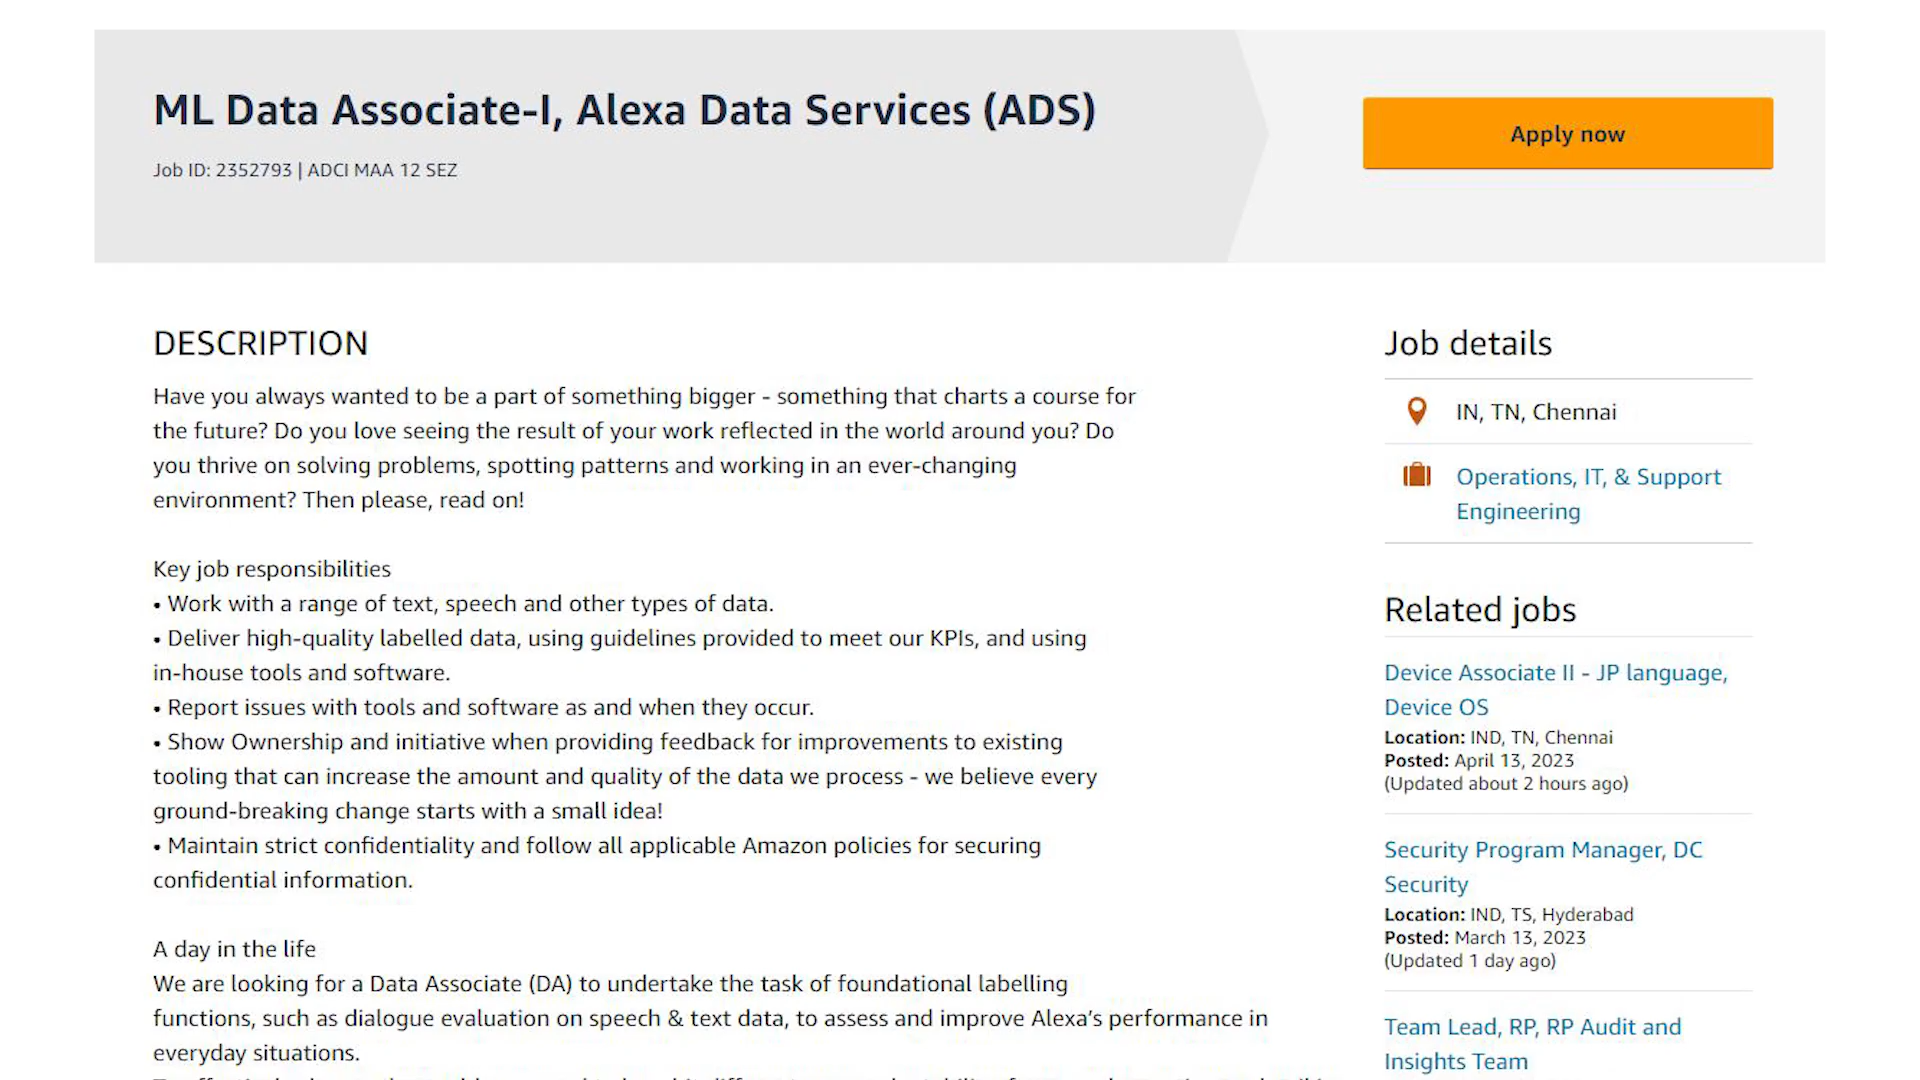 ML Data Associate-I, Alexa Data Services (ADS)
Job ID: 2352793 | ADCI MAA 12 SEZ
Apply now
DESCRIPTION
Have you always wanted to be a part of something bigger - something that charts a course for
the future? Do you love seeing the result of your work reflected in the world around you? Do
you thrive on solving problems, spotting patterns and working in an ever-changing
environment? Then please, read on!
Key job responsibilities
• Work with a range of text, speech and other types of data.
• Deliver high-quality labelled data, using guidelines provided to meet our KPIs, and using
in-house tools and software.
• Report issues with tools and software as and when they occur.
• Show Ownership and initiative when providing feedback for improvements to existing
tooling that can increase the amount and quality of the data we process - we believe every
ground-breaking change starts with a small idea!
• Maintain strict confidentiality and follow all applicable Amazon policies for securing
confidential information.
A day in the life
We are looking for a Data Associate (DA) to undertake the task of foundational labelling
functions, such as dialogue evaluation on speech & text data, to assess and improve Alexa's performance in
everyday situations.
Job details
IN, TN, Chennai
Operations, IT, & Support
Engineering
Related jobs
Device Associate II - JP language,
Device OS
Location: IND, TN, Chennai
Posted: April 13, 2023
(Updated about 2 hours ago)
Security Program Manager, DC
Security
Location: IND, TS, Hyderabad
Posted: March 13, 2023
(Updated 1 day ago)
Team Lead, RP, RP Audit and
Insights Team